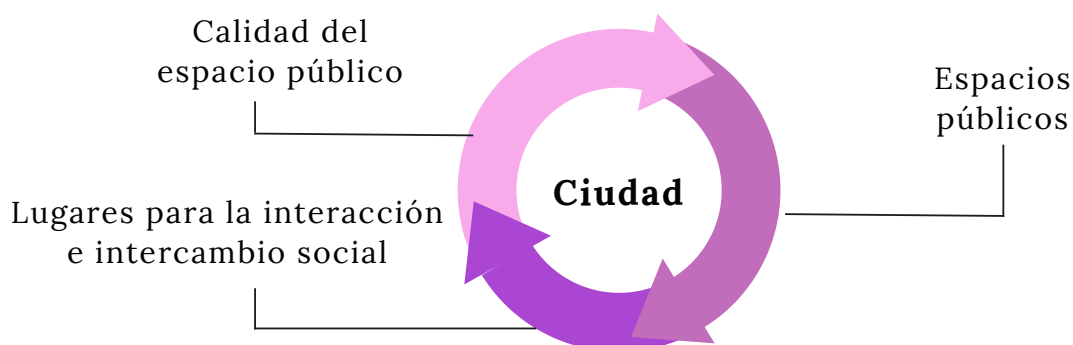 Calidad del
espacio público
Espacios
públicos
Ciudad
Lugares para la interacción
e intercambio social